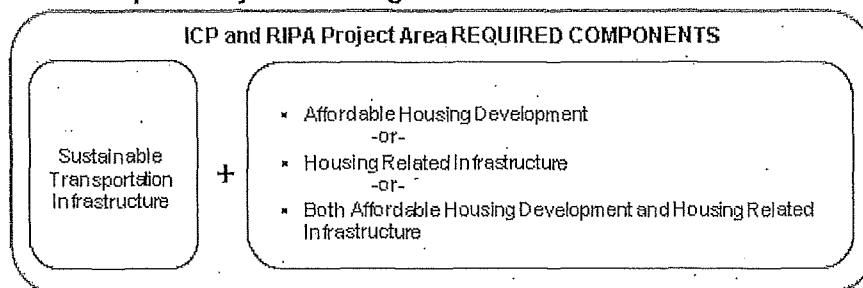 ICP and RIPA Project Area REQUIRED COMPONENTS
Sustainable
Transportation
Infrastructure
+
▪ Affordable Housing Development
-or-
▪ Housing Related Infrastructure
-or-
▪ Both Affordable Housing Development and Housing Related
Infrastructure